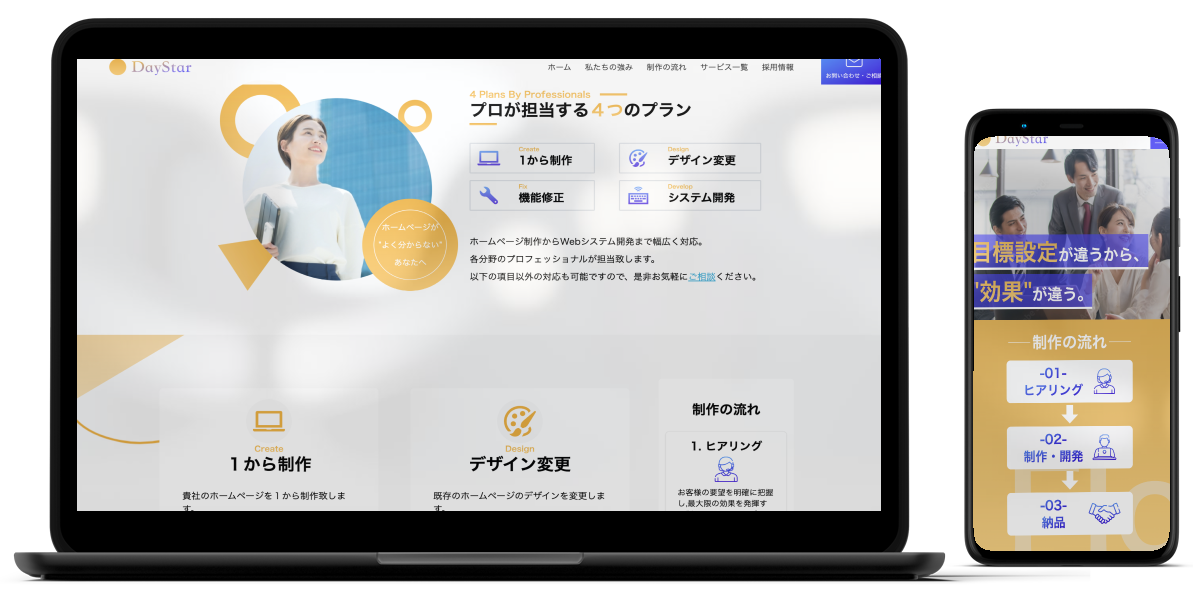 DayStar
ホーム 私たちの強み 制作の流れ サービス一覧 採用情報
お問い合わせ・ご相談
4 Plans By Professionals
プロが担当する４つのプラン
Create
1から制作
Design
デザイン変更
Fix
機能修正
Develop
システム開発
ホームページが
"よく分からない"
あなたへ
ホームページ制作からWebシステム開発まで幅広く対応。
各分野のプロフェッショナルが担当致します。
以下の項目以外の対応も可能ですので、是非お気軽にご相談ください。
Create
１から制作
貴社のホームページを１から制作致しま
す。
Design
デザイン変更
既存のホームページのデザインを変更しま
す。
制作の流れ
1. ヒアリング
お客様の要望を明確に把握
し,最大限の効果を発揮す
DayStar
目標設定が違うから、
"効果"が違う。
制作の流れ
-01-
ヒアリング
-02-
制作・開発
-03-
納品